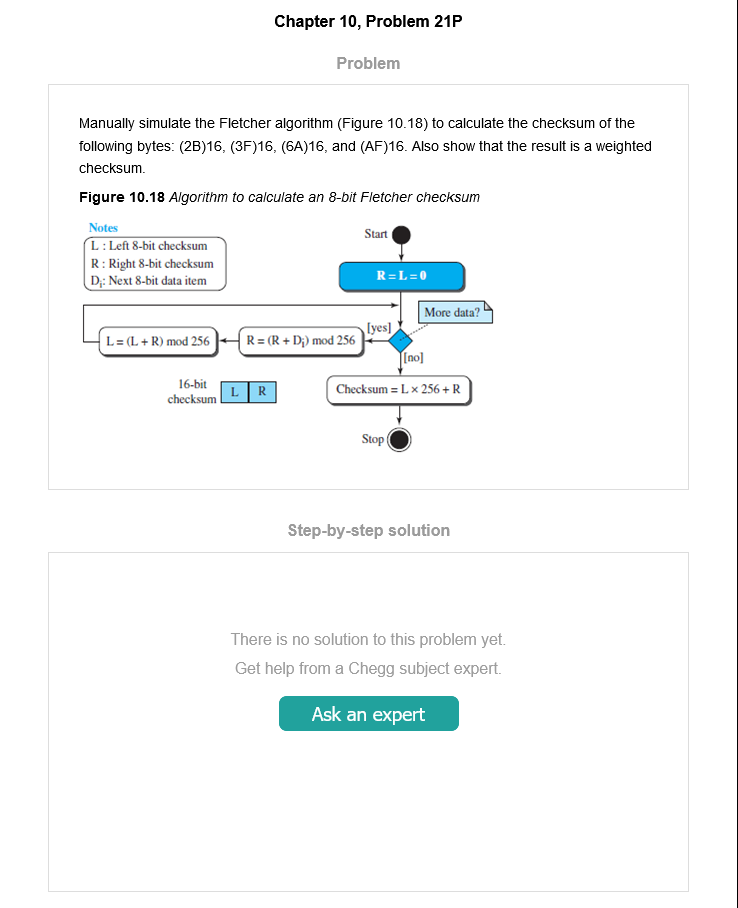 Chapter 10, Problem 21P
Problem
Manually simulate the Fletcher algorithm (Figure 10.18) to calculate the checksum of the
following bytes: (2B)16, (3F)16, (6A)16, and (AF)16. Also show that the result is a weighted
checksum.
Figure 10.18 Algorithm to calculate an 8-bit Fletcher checksum
Notes
L : Left 8-bit checksum
R : Right 8-bit checksum
Di: Next 8-bit data item
Start
R = L = 0
More data?
[yes]
L = (L + R) mod 256
R = (R + Di) mod 256
[no]
16-bit
checksum
L
R
Checksum = L × 256 + R
Stop
Step-by-step solution
There is no solution to this problem yet.
Get help from a Chegg subject expert.
Ask an expert